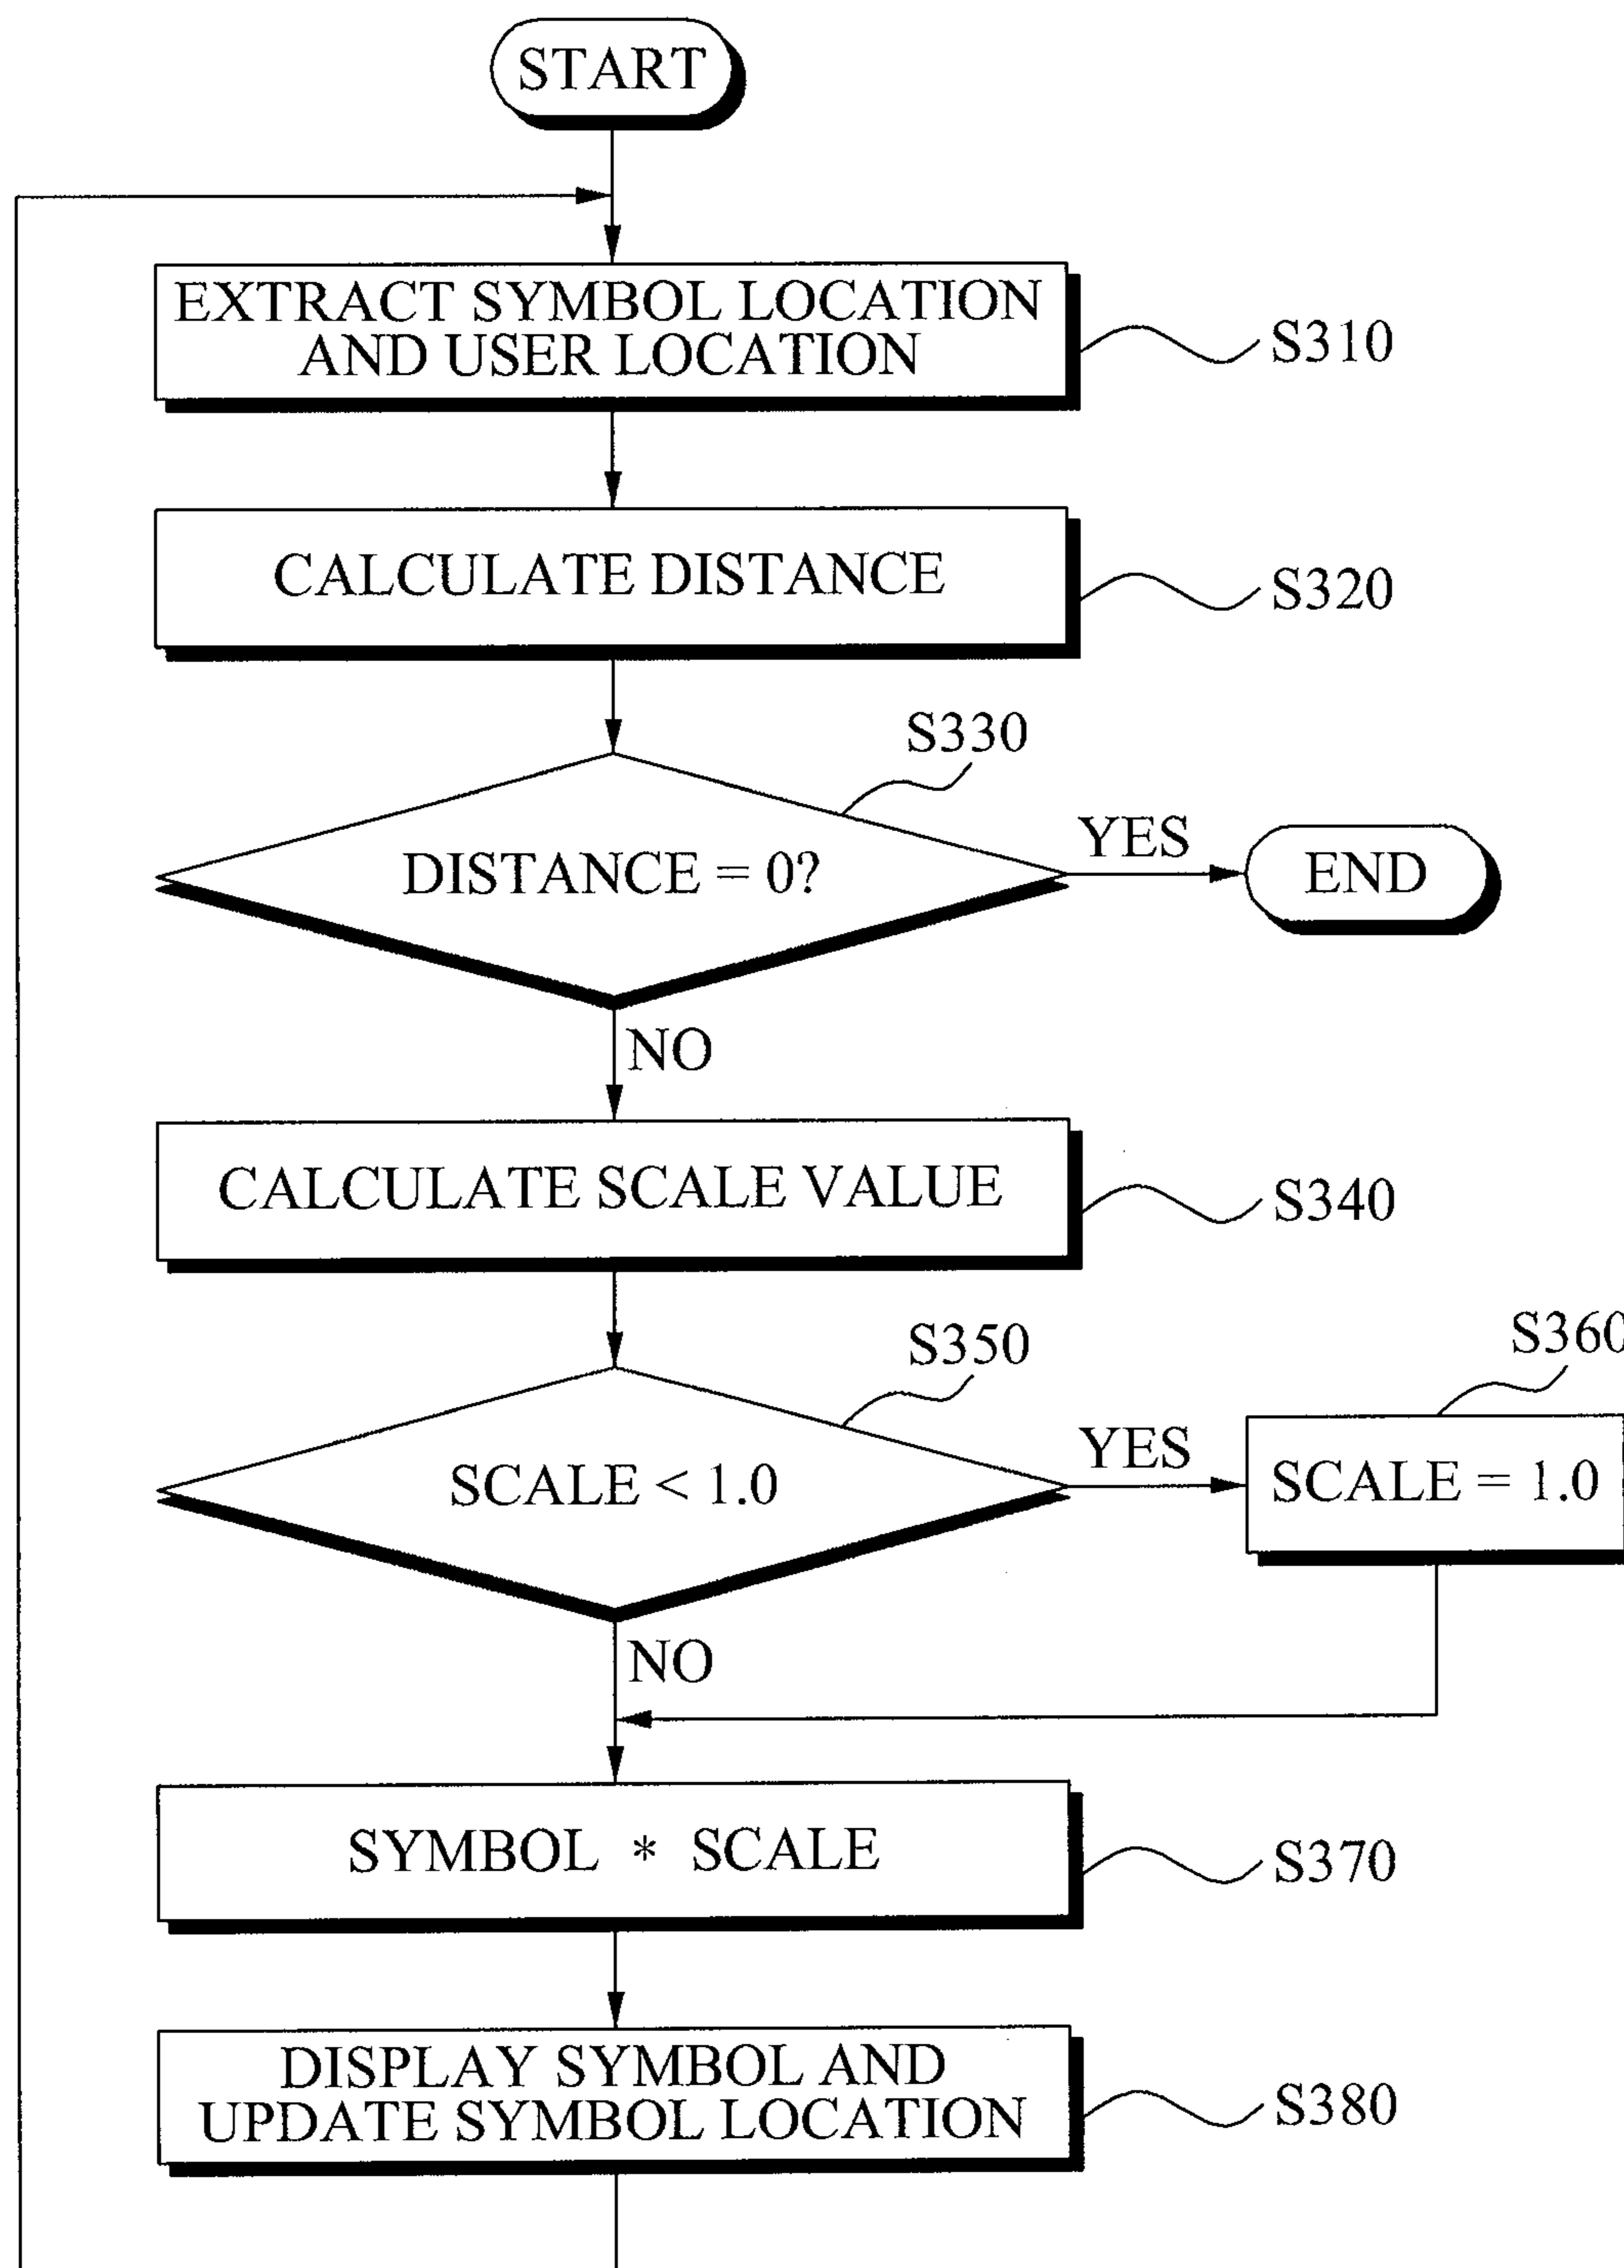 START
EXTRACT SYMBOL LOCATION
AND USER LOCATION
S310
CALCULATE DISTANCE
S320
S330
DISTANCE = 0?
YES
END
NO
CALCULATE SCALE VALUE
S340
S350
SCALE < 1.0
YES
S360
SCALE = 1.0
NO
SYMBOL * SCALE
S370
DISPLAY SYMBOL AND
UPDATE SYMBOL LOCATION
S380